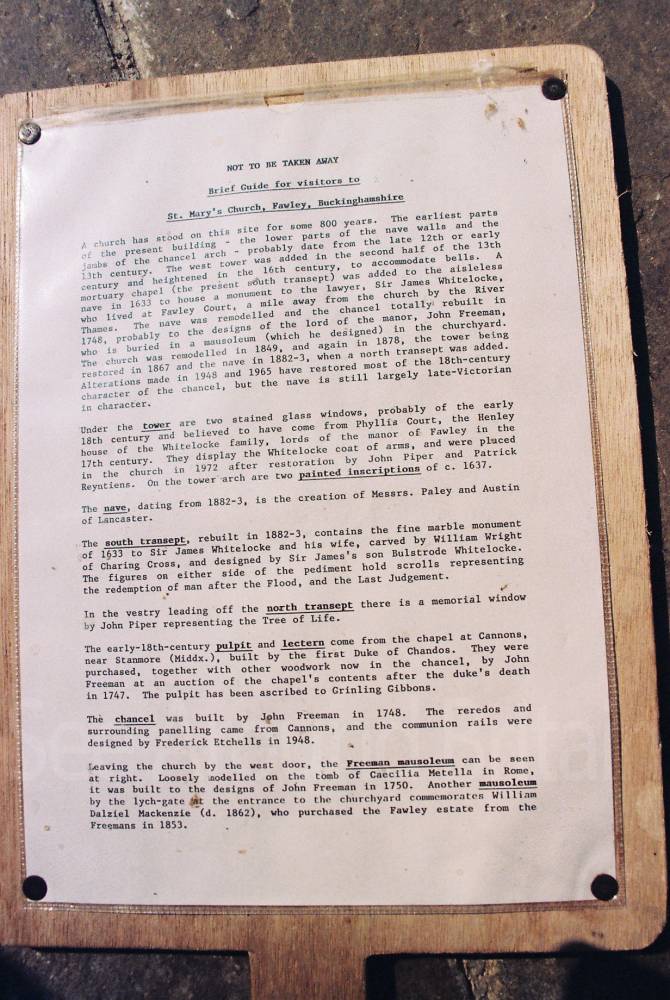 NOT TO BE TAKEN AWAY
Brief Guide for visitors to
St. Mary's Church, Fawley, Buckinghamshire
A church has stood on this site for some 800 years. The earliest parts
of the present building - the lower parts of the nave walls and the
jambs of the chancel arch - probably date from the late 12th or early
13th century. The west tower was added in the second half of the 13th
century and heightened in the 16th century, to accommodate bells. A
mortuary chapel (the present south transept) was added to the aisleless
nave in 1633 to house a monument to the lawyer, Sir James Whitelocke,
who lived at Fawley Court, a mile away from the church by the River
Thames. The nave was remodelled and the chancel totally rebuilt in
1748, probably to the designs of the lord of the manor, John Freeman,
who is buried in a mausoleum (which he designed) in the churchyard.
The church was remodelled in 1849, and again in 1878, the tower being
restored in 1867 and the nave in 1882-3, when a north transept was added.
Alterations made in 1948 and 1965 have restored most of the 18th-century
character of the chancel, but the nave is still largely late-Victorian
in character.
Under the tower are two stained glass windows, probably of the early
18th century and believed to have come from Phyllis Court, the Henley
house of the Whitelocke family, lords of the manor of Fawley in the
17th century. They display the Whitelocke coat of arms, and were placed
in the church in 1972 after restoration by John Piper and Patrick
Reyntiens. On the tower arch are two painted inscriptions of c. 1637.
The nave, dating from 1882-3, is the creation of Messrs. Paley and Austin
of Lancaster.
The south transept, rebuilt in 1882-3, contains the fine marble monument
of 1633 to Sir James Whitelocke and his wife, carved by William Wright
of Charing Cross, and designed by Sir James's son Bulstrode Whitelocke.
The figures on either side of the pediment hold scrolls representing
the redemption of man after the Flood, and the Last Judgement.
In the vestry leading off the north transept there is a memorial window
by John Piper representing the Tree of Life.
The early-18th-century pulpit and lectern come from the chapel at Cannons,
near Stanmore (Middx.), built by the first Duke of Chandos. They were
purchased, together with other woodwork now in the chancel, by John
Freeman at an auction of the chapel's contents after the duke's death
in 1747. The pulpit has been ascribed to Grinling Gibbons.
The chancel was built by John Freeman in 1748. The reredos and
surrounding panelling came from Cannons, and the communion rails were
designed by Frederick Etchells in 1948.
Leaving the church by the west door, the Freeman mausoleum can be seen
at right. Loosely modelled on the tomb of Caecilia Metella in Rome,
it was built to the designs of John Freeman in 1750. Another mausoleum
by the lych-gate at the entrance to the churchyard commemorates William
Dalziel Mackenzie (d. 1862), who purchased the Fawley estate from the
Freemans in 1853.